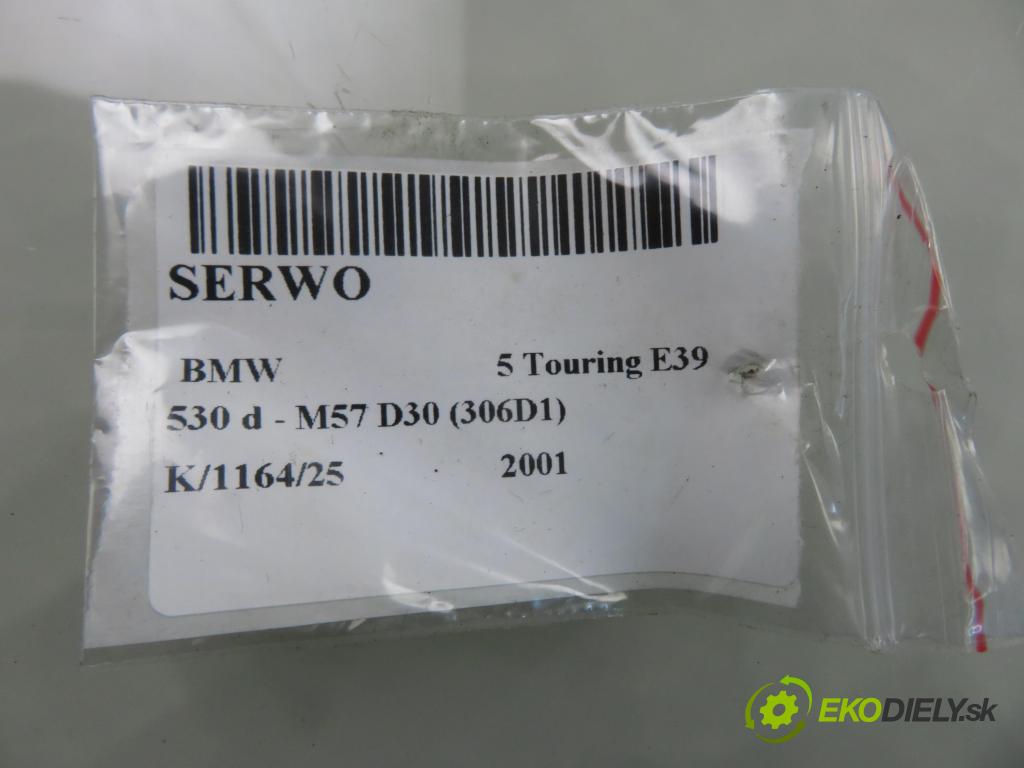 SERWO
BMW 5 Touring E39
530 d - M57 D30 (306D1)
K/1164/25 2001
EKODIELY.sk